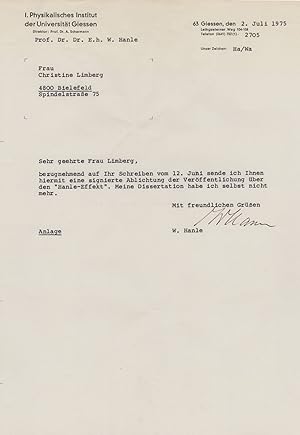 I. Physikalisches Institut
der Universität Giessen
Direktor: Prof. Dr. A. Scharmann
Prof. Dr. Dr. E.h. W. Hanle
63 Giessen, den 2. Juli 1975
Leihgesterner Weg 104-108
Telefon (0641) 702/1: 2705
Unser Zeichen: Ha/Wa
Frau
Christine Limberg
4800 Bielefeld
Spindelstraße 75
Sehr geehrte Frau Limberg,
bezugnehmend auf Ihr Schreiben vom 12. Juni sende ich Ihnen
hiermit eine signierte Ablichtung der Veröffentlichung über
den "Hanle-Effekt". Meine Dissertation habe ich selbst nicht
mehr.
Mit freundlichen Grüßen
W Hanle
Anlage
W. Hanle